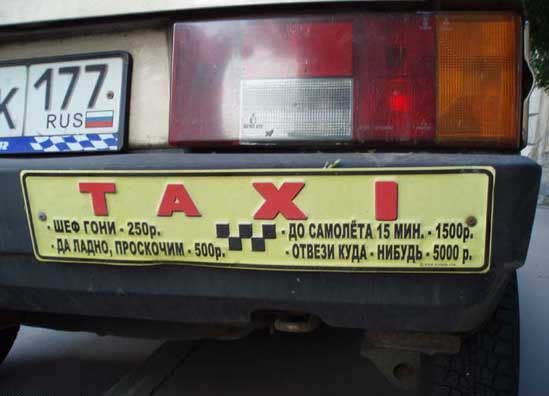 К 177
RUS
TAXI
· ШЕФ ГОНИ - 250р.
· ДА ЛАДНО, ПРОСКОЧИМ - 500р.
· ДО САМОЛЁТА 15 МИН. - 1500р.
· ОТВЕЗИ КУДА - НИБУДЬ - 5000 р.